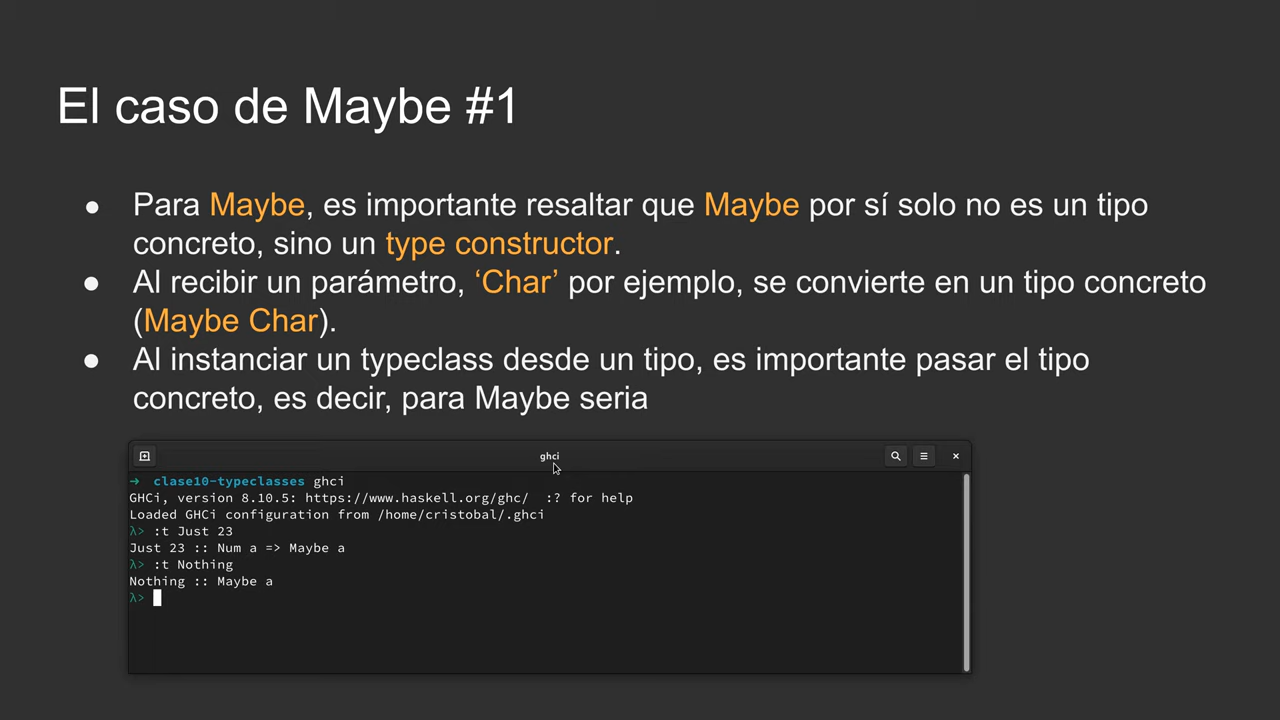 El caso de Maybe #1
● Para Maybe, es importante resaltar que Maybe por sí solo no es un tipo
concreto, sino un type constructor.
● Al recibir un parámetro, ‘Char’ por ejemplo, se convierte en un tipo concreto
(Maybe Char).
● Al instanciar un typeclass desde un tipo, es importante pasar el tipo
concreto, es decir, para Maybe seria
ghci
→ clase10-typeclasses ghci
GHCi, version 8.10.5: https://www.haskell.org/ghc/  :? for help
Loaded GHCi configuration from /home/cristobal/.ghci
λ> :t Just 23
Just 23 :: Num a => Maybe a
λ> :t Nothing
Nothing :: Maybe a
λ>